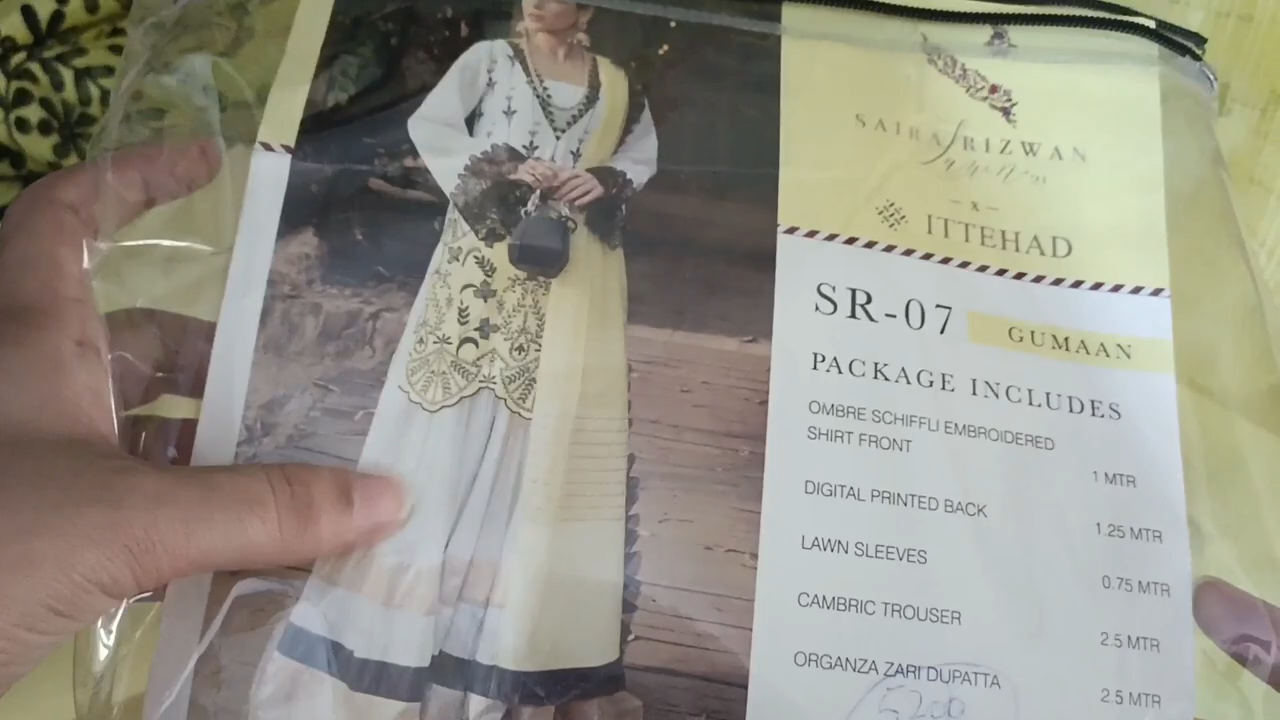 SAIRA RIZWAN
x
ITTEHAD
SR-07
GUMAAN
PACKAGE INCLUDES
OMBRE SCHIFFLI EMBROIDERED
SHIRT FRONT
1 MTR
DIGITAL PRINTED BACK
1.25 MTR
LAWN SLEEVES
0.75 MTR
CAMBRIC TROUSER
2.5 MTR
ORGANZA ZARI DUPATTA
2.5 MTR
5200